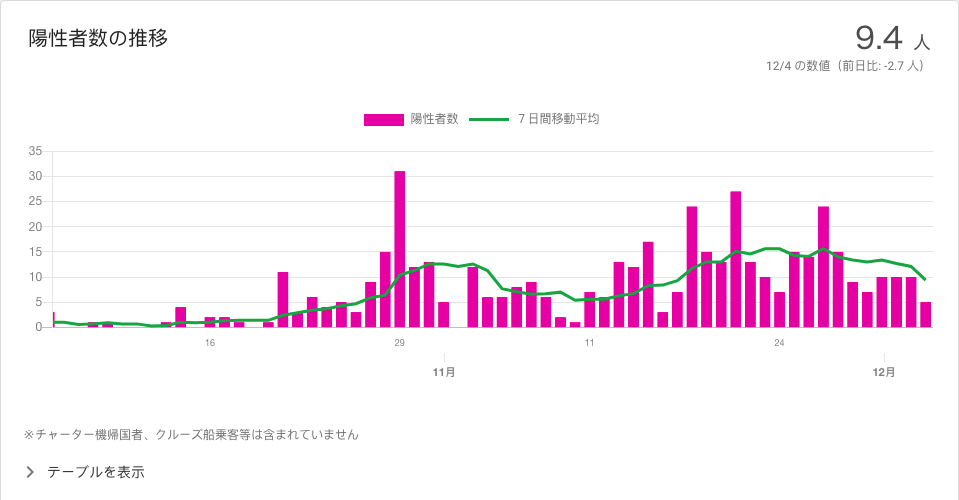 陽性者数の推移
9.4 人
12/4 の数値（前日比: -2.7 人）
陽性者数
7 日間移動平均
35
30
25
20
15
10
5
0
16
29
11
24
11月
12月
※チャーター機帰国者、クルーズ船乗客等は含まれていません
テーブルを表示